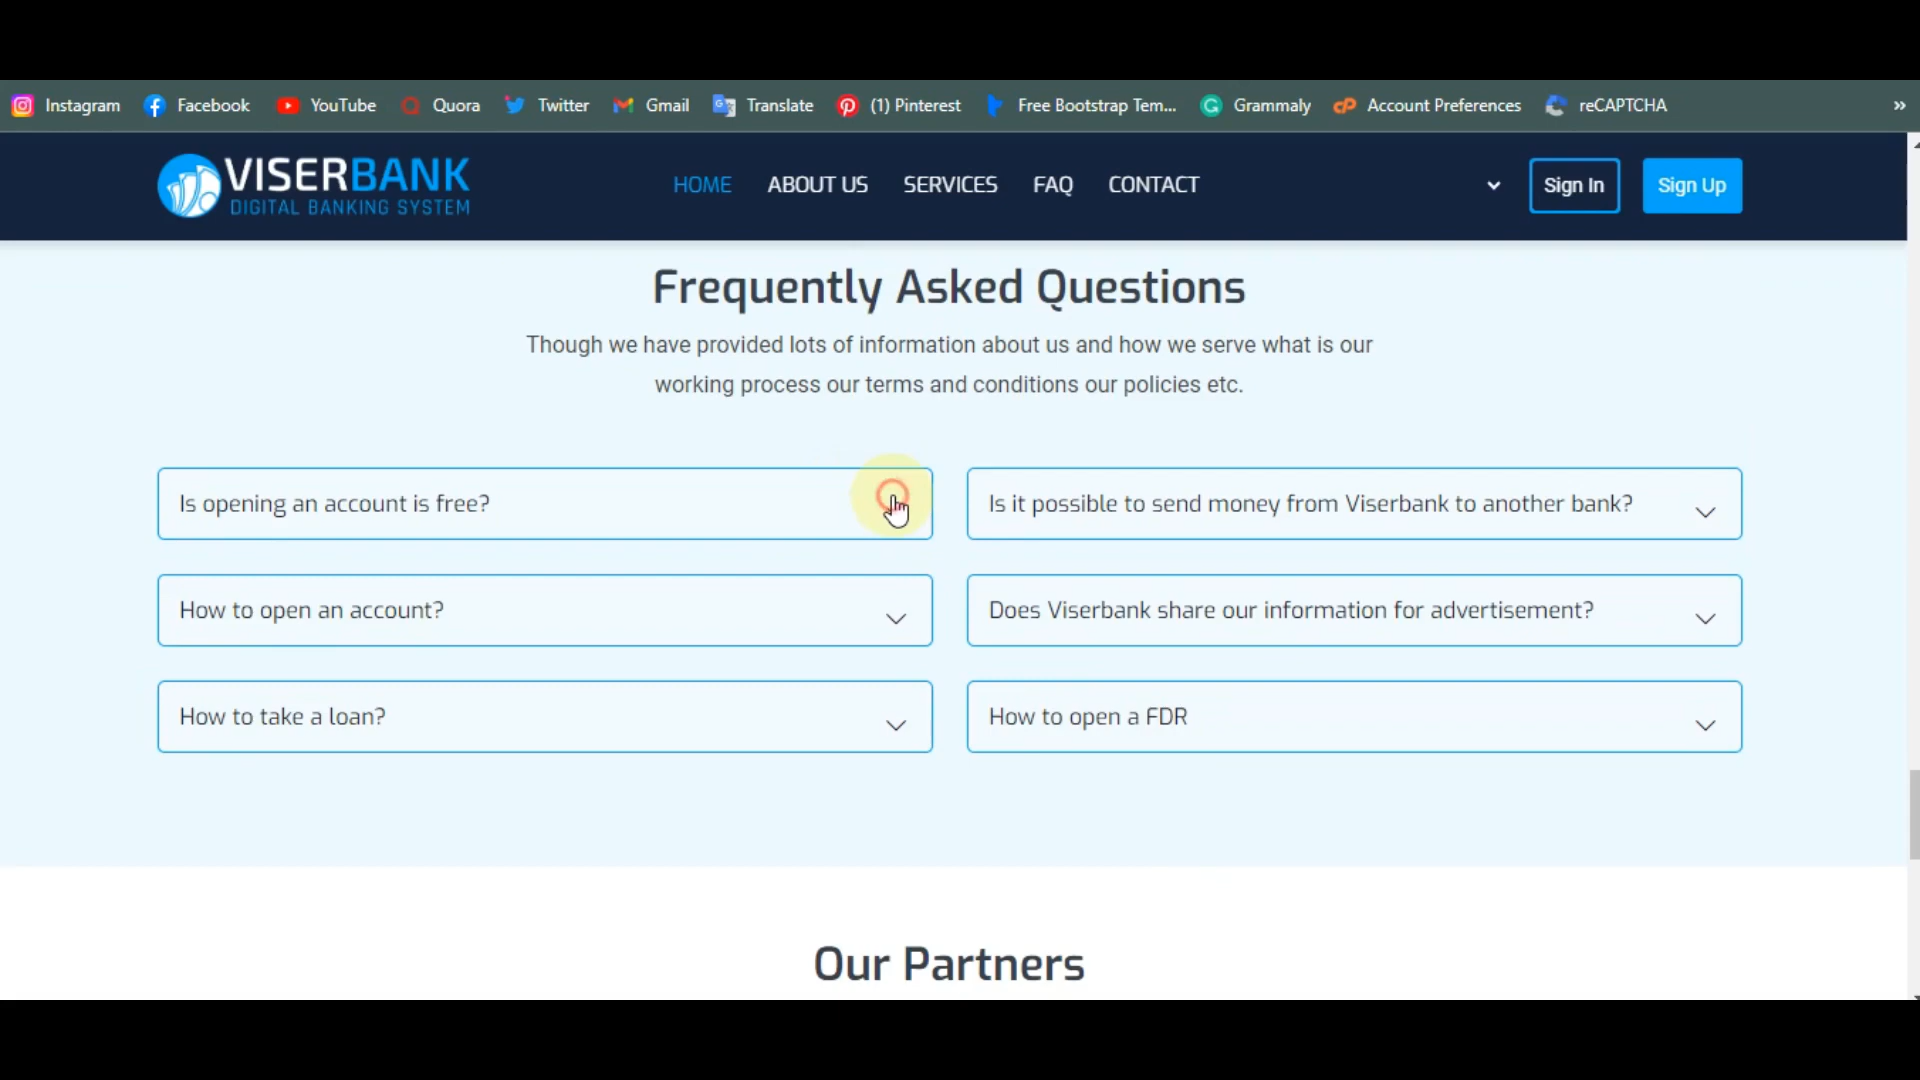 Instagram Facebook YouTube Quora Twitter Gmail Translate (1) Pinterest Free Bootstrap Tem... Grammaly Account Preferences reCAPTCHA »
VISERBANK
DIGITAL BANKING SYSTEM
HOME ABOUT US SERVICES FAQ CONTACT Sign In Sign Up
Frequently Asked Questions
Though we have provided lots of information about us and how we serve what is our
working process our terms and conditions our policies etc.
Is opening an account is free?
Is it possible to send money from Viserbank to another bank?
How to open an account?
Does Viserbank share our information for advertisement?
How to take a loan?
How to open a FDR
Our Partners